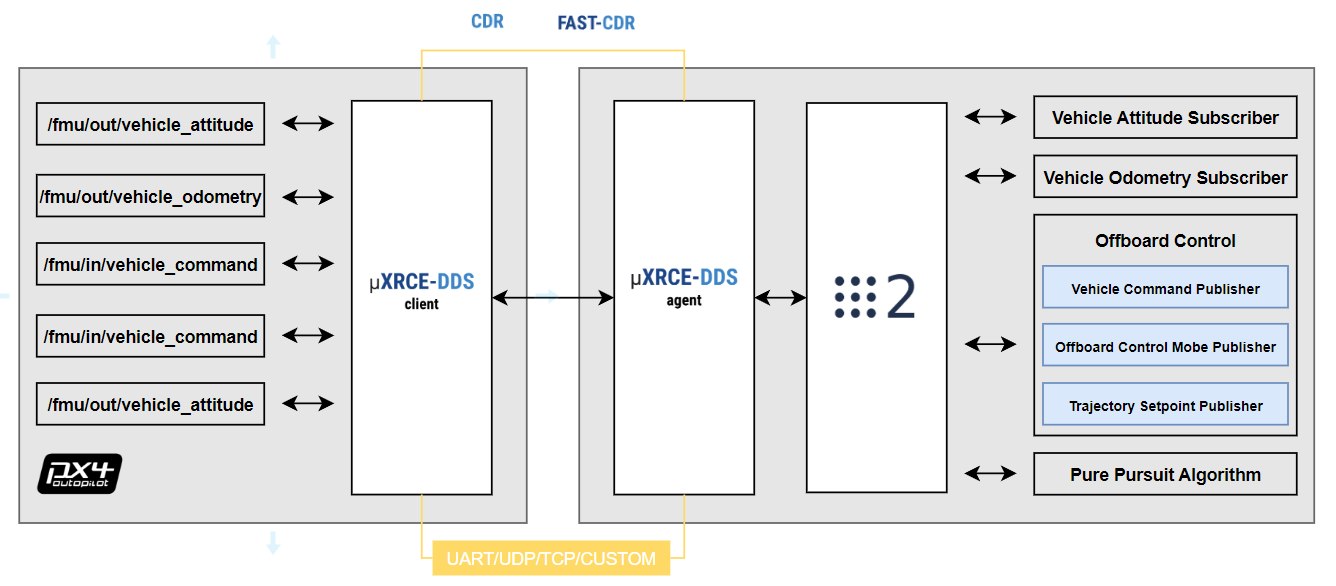 CDR FAST-CDR
/fmu/out/vehicle_attitude
/fmu/out/vehicle_odometry
/fmu/in/vehicle_command
/fmu/in/vehicle_command
/fmu/out/vehicle_attitude
px4
autopilot
μXRCE-DDS
client
μXRCE-DDS
agent
2
Vehicle Attitude Subscriber
Vehicle Odometry Subscriber
Offboard Control
Vehicle Command Publisher
Offboard Control Mobe Publisher
Trajectory Setpoint Publisher
Pure Pursuit Algorithm
UART/UDP/TCP/CUSTOM